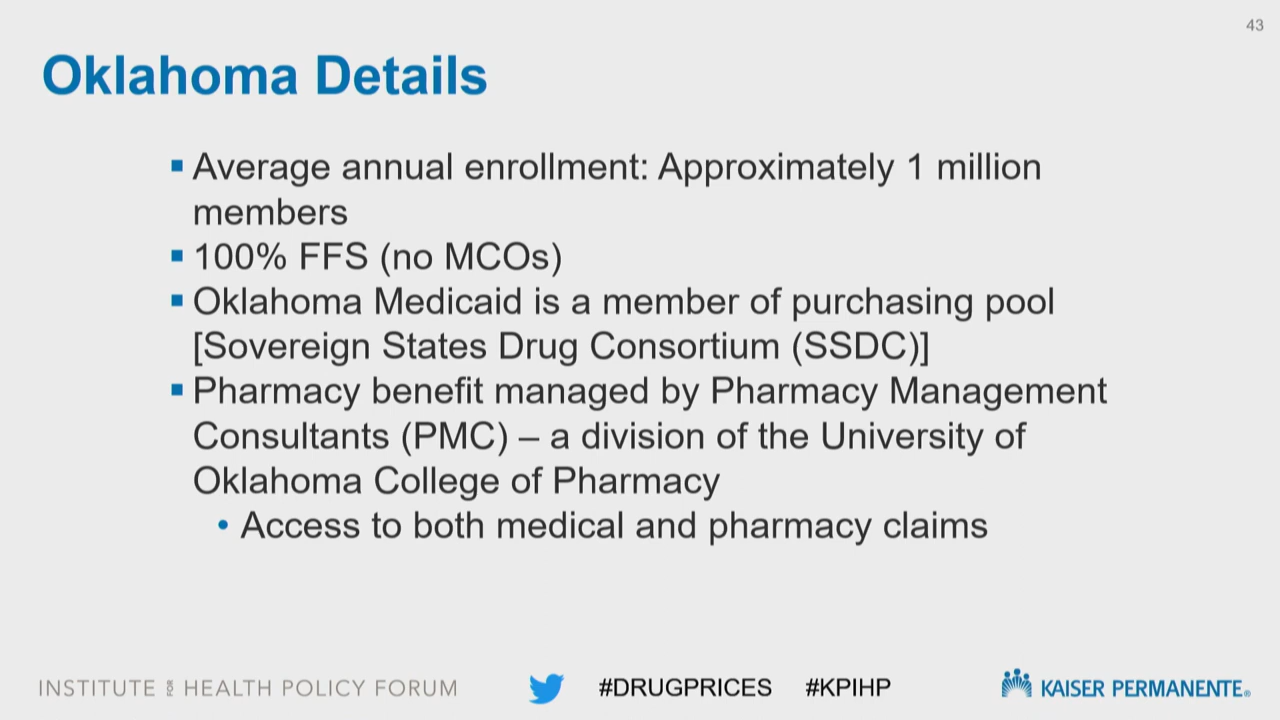 43
Oklahoma Details
▪ Average annual enrollment: Approximately 1 million
members
▪ 100% FFS (no MCOs)
▪ Oklahoma Medicaid is a member of purchasing pool
[Sovereign States Drug Consortium (SSDC)]
▪ Pharmacy benefit managed by Pharmacy Management
Consultants (PMC) – a division of the University of
Oklahoma College of Pharmacy
• Access to both medical and pharmacy claims
INSTITUTE FOR HEALTH POLICY FORUM #DRUGPRICES #KPIHP KAISER PERMANENTE®